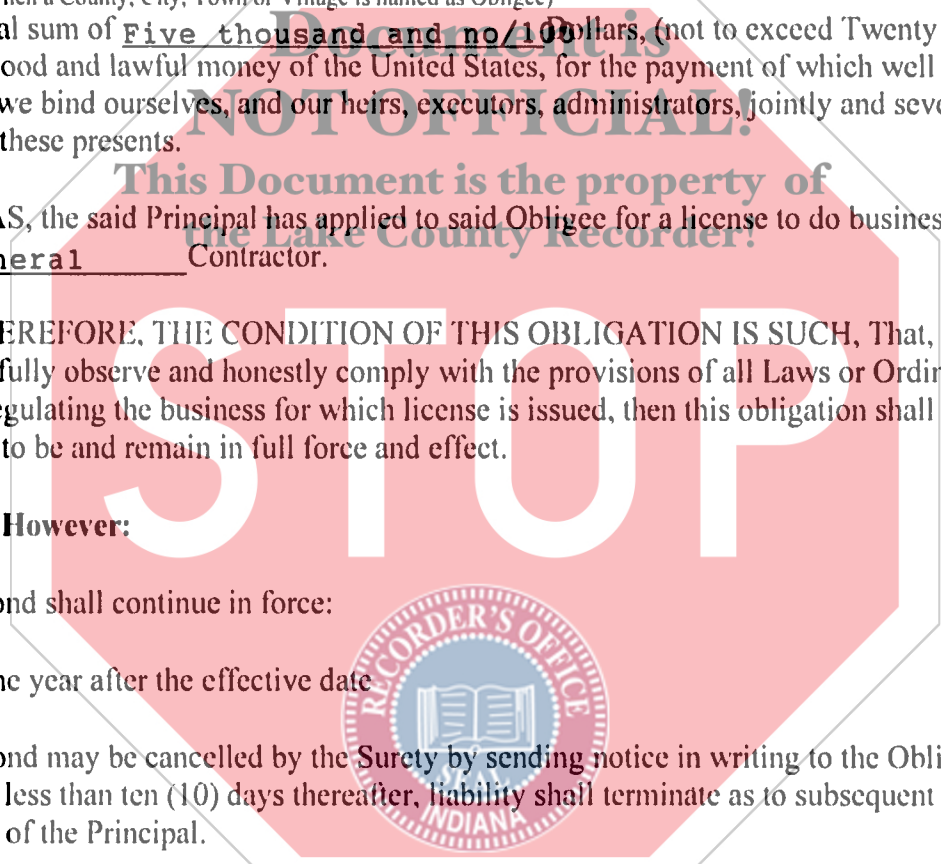 when a County, City, Town or Village is named as Obligee)
al sum of Five thousand and no/100 Dollars, (not to exceed Twenty
ood and lawful money of the United States, for the payment of which well
we bind ourselves, and our heirs, executors, administrators, jointly and seve
these presents.
Document is
NOT OFFICIAL!
This Document is the property of
the Lake County Recorder!
AS, the said Principal has applied to said Obligee for a license to do busines
neral Contractor.
EREFORE, THE CONDITION OF THIS OBLIGATION IS SUCH, That,
fully observe and honestly comply with the provisions of all Laws or Ordin
egulating the business for which license is issued, then this obligation shall
to be and remain in full force and effect.
STOP
However:
ond shall continue in force:
ne year after the effective date
ond may be cancelled by the Surety by sending notice in writing to the Obli
less than ten (10) days thereafter, liability shall terminate as to subsequent
of the Principal.
RECORDER'S OFFICE
SEAL
INDIANA